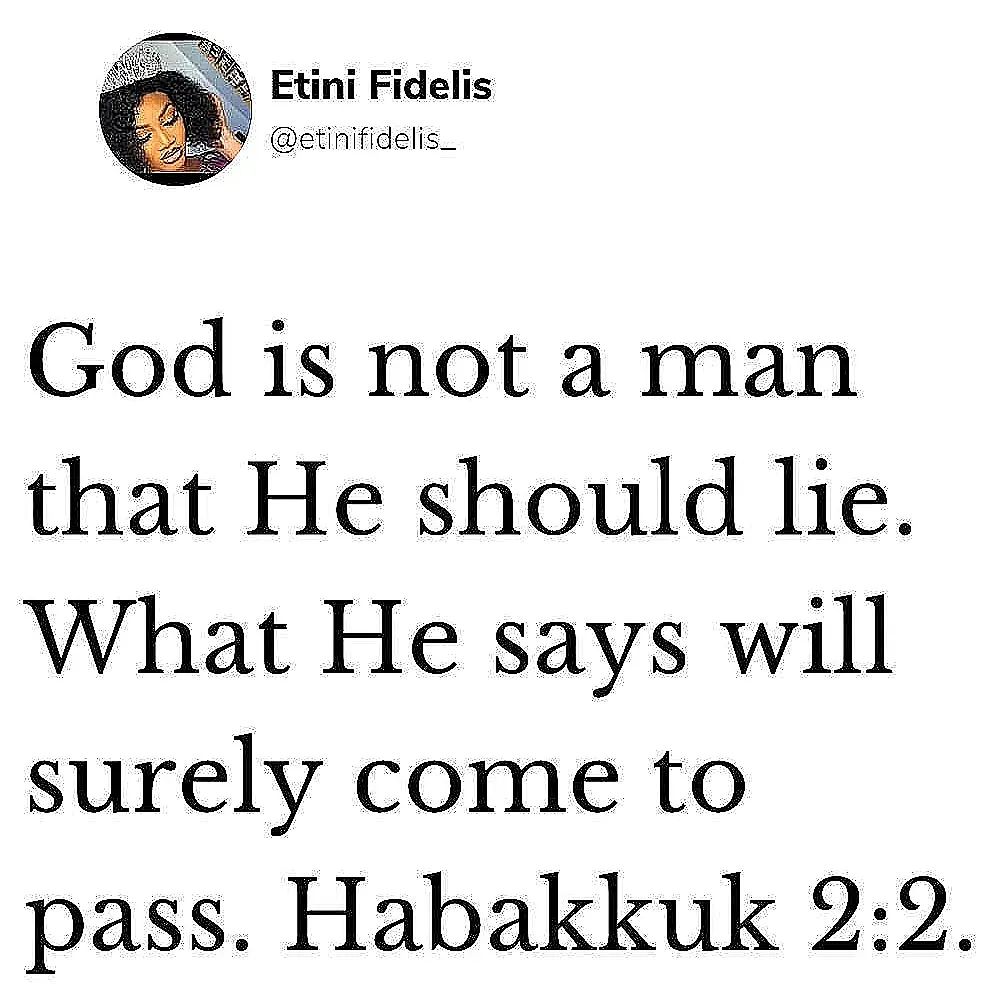 Etini Fidelis
@etinifidelis_
God is not a man
that He should lie.
What He says will
surely come to
pass. Habakkuk 2:2.